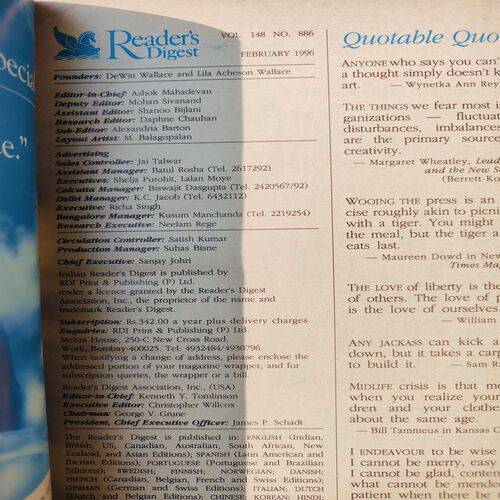 Special
e."
Reader's Digest
VOL. 148 NO. 886
FEBRUARY 1996
Founders: DeWitt Wallace and Lila Acheson Wallace
Editor-in-Chief: Ashok Mahadevan
Deputy Editor: Mohan Sivanand
Assistant Editor: Shanoo Bijlani
Research Editor: Daphne Chauhan
Sub-Editor: Alexandria Barton
Layout Artist: M. Balagopalan
Advertising
Sales Controller: Jai Talwar
Assistant Manager: Batul Rosha (Tel. 2617292)
Executives: Shelja Purohit, Lalan Moye
Calcutta Manager: Biswajit Dasgupta (Tel. 2420567/92)
Delhi Manager: K.C. Jacob (Tel. 6432112)
Executive: Richa Singh
Bangalore Manager: Kusum Manchanda (Tel. 2219254)
Research Executive: Neelam Rege
Circulation Controller: Satish Kumar
Production Manager: Suhas Bisne
Chief Executive: Sanjay Johri
Indian Reader's Digest is published by
RDI Print & Publishing (P) Ltd.
under a licence granted by the Reader's Digest
Association, Inc., the proprietor of the name and
trademark Reader's Digest.
Subscription: Rs.342.00 a year plus delivery charges
Enquiries: RDI Print & Publishing (P) Ltd.
Mehra House, 250-C New Cross Road,
Worli, Bombay-400025. Tel: 4932484/4930796.
When notifying a change of address, please enclose the
addressed portion of your magazine wrapper, and for
subscription queries, the wrapper or a bill.
Reader's Digest Association, Inc., (USA)
Editor-in-Chief: Kenneth Y. Tomlinson
Executive Editor: Christopher Willcox
Chairman: George V. Grune
President, Chief Executive Officer: James P. Schadt
The Reader's Digest is published in: ENGLISH (Indian,
British, US, Canadian, Australian, South African, New
Zealand, and Asian Editions); SPANISH (Latin American and
Iberian Editions); PORTUGUESE (Portuguese and Brazilian
Editions); SWEDISH; FINNISH; NORWEGIAN; DANISH;
FRENCH (Canadian, Belgian, French and Swiss Editions);
GERMAN (German and Swiss Editions); ITALIAN; DUTCH
(Dutch and Belgian Editions); CHINESE; KOREAN; HINDI;
Quotable Quo
ANYONE who says you can'
a thought simply doesn't k
art. — Wynetka Ann Rey
THE THINGS we fear most i
ganizations — fluctuat
disturbances, imbalance
are the primary source
creativity.
— Margaret Wheatley, Lead
and the New S
(Berrett-Ko
WOOING THE press is an
cise roughly akin to picnic
with a tiger. You might
the meal, but the tiger a
eats last.
— Maureen Dowd in New
Times Ma
THE LOVE of liberty is the
of others. The love of p
is the love of ourselves.
— William
ANY JACKASS can kick a
down, but it takes a carp
to build it. — Sam Ra
MIDLIFE crisis is that m
when you realize your
dren and your clothe
about the same age.
— Bill Tammeus in Kansas C
I ENDEAVOUR to be wise
I cannot be merry, easy
I cannot be glad, conten
what cannot be mended
patient when there b